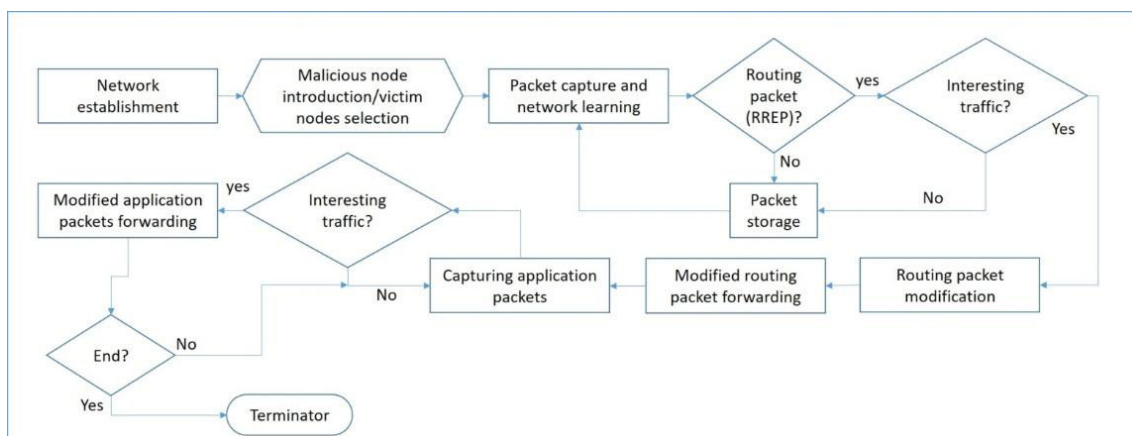 Network
establishment
Malicious node
introduction/victim
nodes selection
Packet capture and
network learning
Routing
packet
(RREP)?
yes
Interesting
traffic?
Yes
No
No
Packet
storage
Modified application
packets forwarding
yes
Interesting
traffic?
No
Capturing application
packets
Modified routing
packet forwarding
Routing packet
modification
End?
No
Yes
Terminator